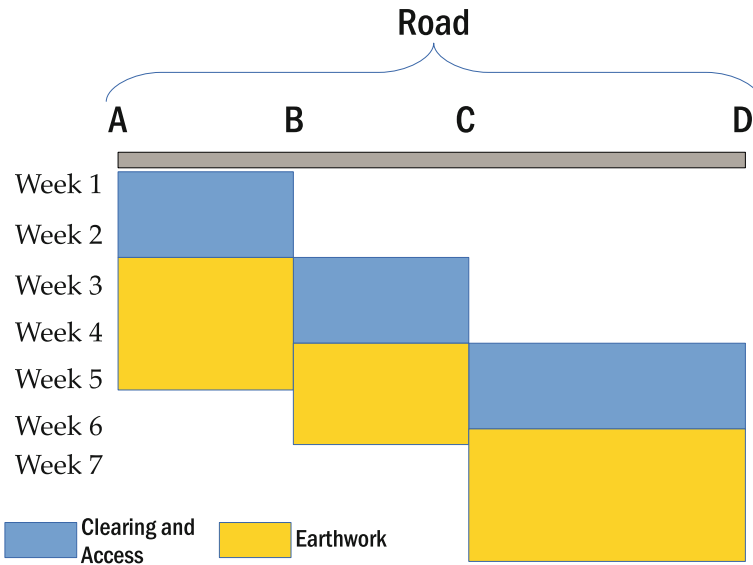 Road
A B C D
Week 1
Week 2
Week 3
Week 4
Week 5
Week 6
Week 7
Clearing and
Access
Earthwork